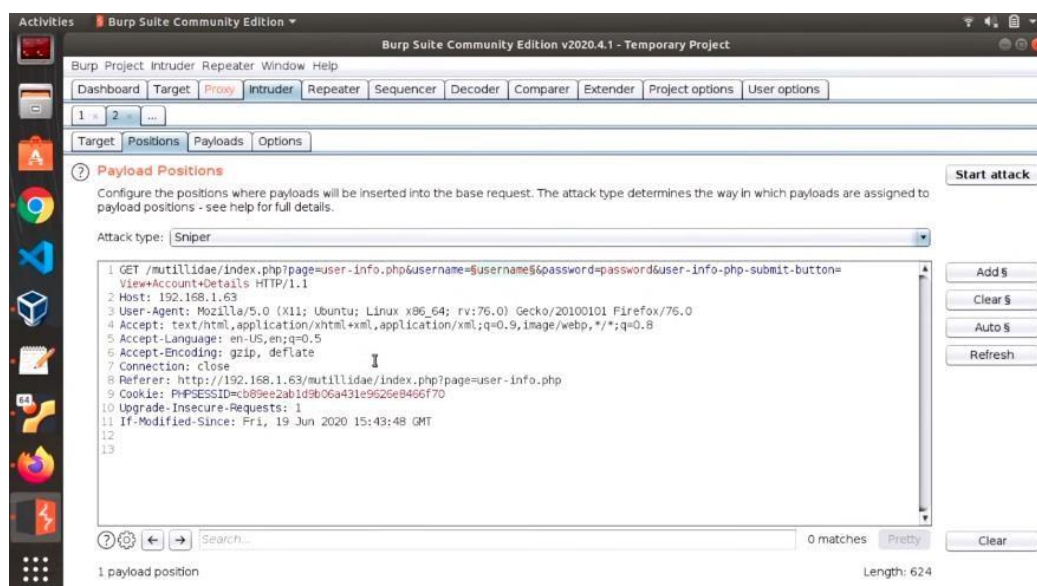 Activities Burp Suite Community Edition
Burp Suite Community Edition v2020.4.1 - Temporary Project
Burp Project Intruder Repeater Window Help
Dashboard Target Proxy Intruder Repeater Sequencer Decoder Comparer Extender Project options User options
1 × 2 × ...
Target Positions Payloads Options
? Payload Positions
Start attack
Configure the positions where payloads will be inserted into the base request. The attack type determines the way in which payloads are assigned to
payload positions - see help for full details.
Attack type: Sniper
1 GET /mutillidae/index.php?page=user-info.php&username=§username§&password=password&user-info-php-submit-button=
View+Account+Details HTTP/1.1
2 Host: 192.168.1.63
3 User-Agent: Mozilla/5.0 (X11; Ubuntu; Linux x86_64; rv:76.0) Gecko/20100101 Firefox/76.0
4 Accept: text/html,application/xhtml+xml,application/xml;q=0.9,image/webp,*/*;q=0.8
5 Accept-Language: en-US,en;q=0.5
6 Accept-Encoding: gzip, deflate
7 Connection: close
8 Referer: http://192.168.1.63/mutillidae/index.php?page=user-info.php
9 Cookie: PHPSESSID=cb89ee2ab1d9b06a431e9626e8466f70
10 Upgrade-Insecure-Requests: 1
11 If-Modified-Since: Fri, 19 Jun 2020 15:43:48 GMT
12
13
Add §
Clear §
Auto §
Refresh
64
? Search... 0 matches Pretty Clear
1 payload position Length: 624